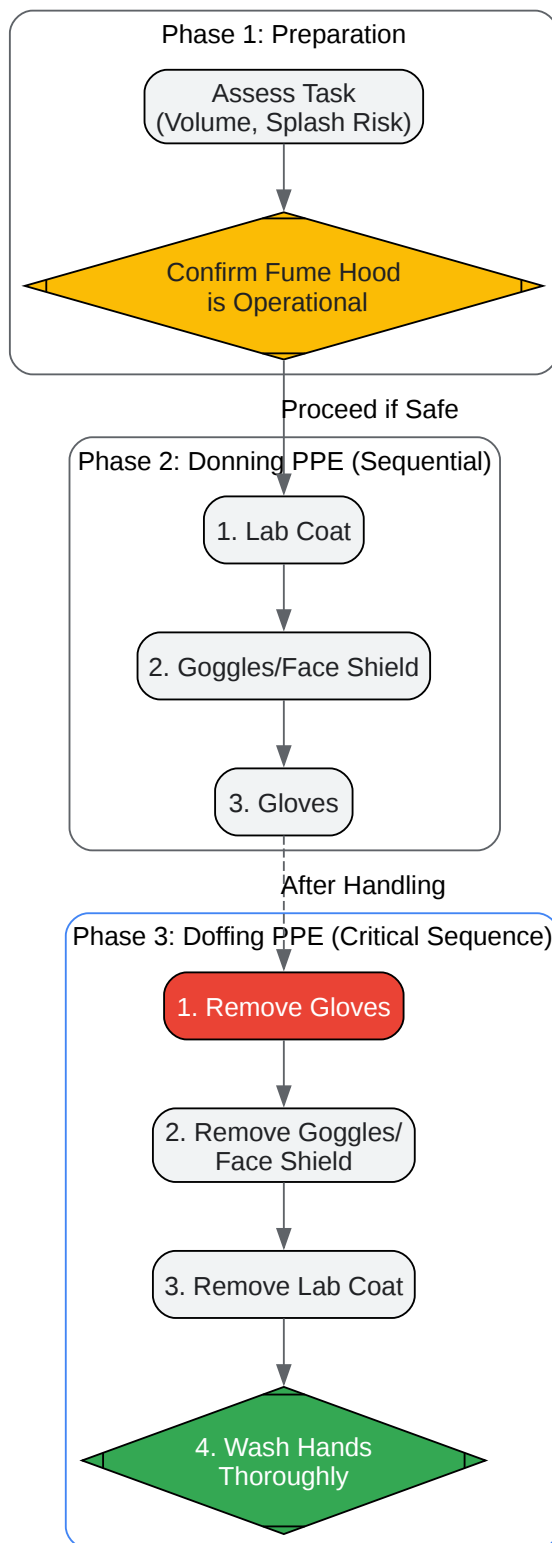 Phase 1: Preparation
Assess Task
(Volume, Splash Risk)
Confirm Fume Hood
is Operational
Proceed if Safe
Phase 2: Donning PPE (Sequential)
1. Lab Coat
2. Goggles/Face Shield
3. Gloves
After Handling
Phase 3: Doffing PPE (Critical Sequence)
1. Remove Gloves
2. Remove Goggles/
Face Shield
3. Remove Lab Coat
4. Wash Hands
Thoroughly